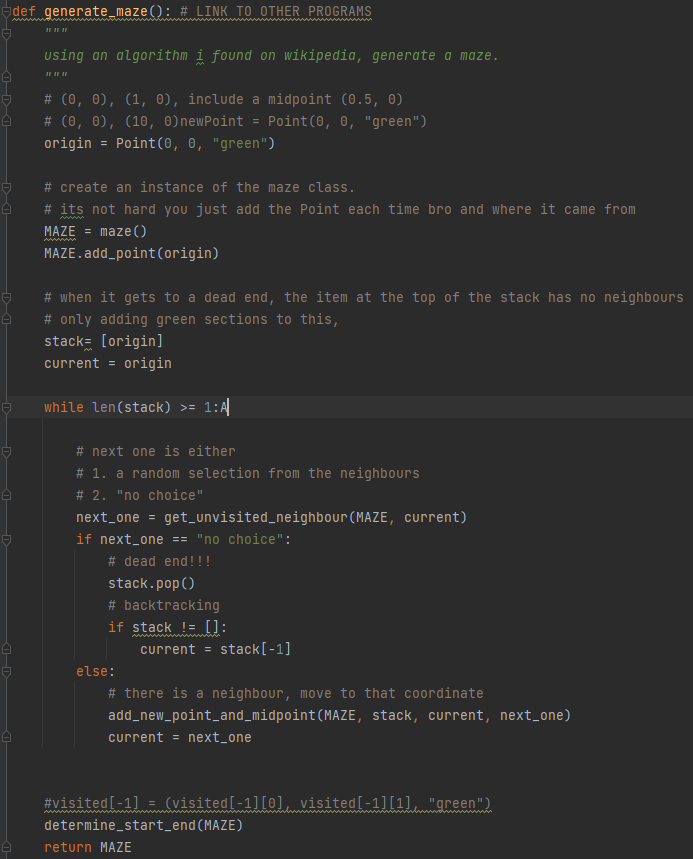 def generate_maze(): # LINK TO OTHER PROGRAMS
    """
    using an algorithm i found on wikipedia, generate a maze.
    """
    # (0, 0), (1, 0), include a midpoint (0.5, 0)
    # (0, 0), (10, 0)newPoint = Point(0, 0, "green")
    origin = Point(0, 0, "green")

    # create an instance of the maze class.
    # its not hard you just add the Point each time bro and where it came from
    MAZE = maze()
    MAZE.add_point(origin)

    # when it gets to a dead end, the item at the top of the stack has no neighbours
    # only adding green sections to this,
    stack= [origin]
    current = origin

    while len(stack) >= 1:A

        # next one is either
        # 1. a random selection from the neighbours
        # 2. "no choice"
        next_one = get_unvisited_neighbour(MAZE, current)
        if next_one == "no choice":
            # dead end!!!
            stack.pop()
            # backtracking
            if stack != []:
                current = stack[-1]
        else:
            # there is a neighbour, move to that coordinate
            add_new_point_and_midpoint(MAZE, stack, current, next_one)
            current = next_one


    #visited[-1] = (visited[-1][0], visited[-1][1], "green")
    determine_start_end(MAZE)
    return MAZE